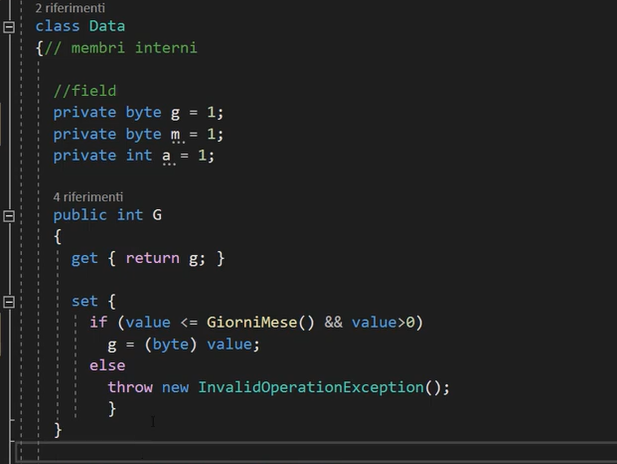 2 riferimenti
class Data
{// membri interni
//field
private byte g = 1;
private byte m = 1;
private int a = 1;
4 riferimenti
public int G
{
get { return g; }
set {
if (value <= GiorniMese() && value>0)
g = (byte) value;
else
throw new InvalidOperationException();
}
}